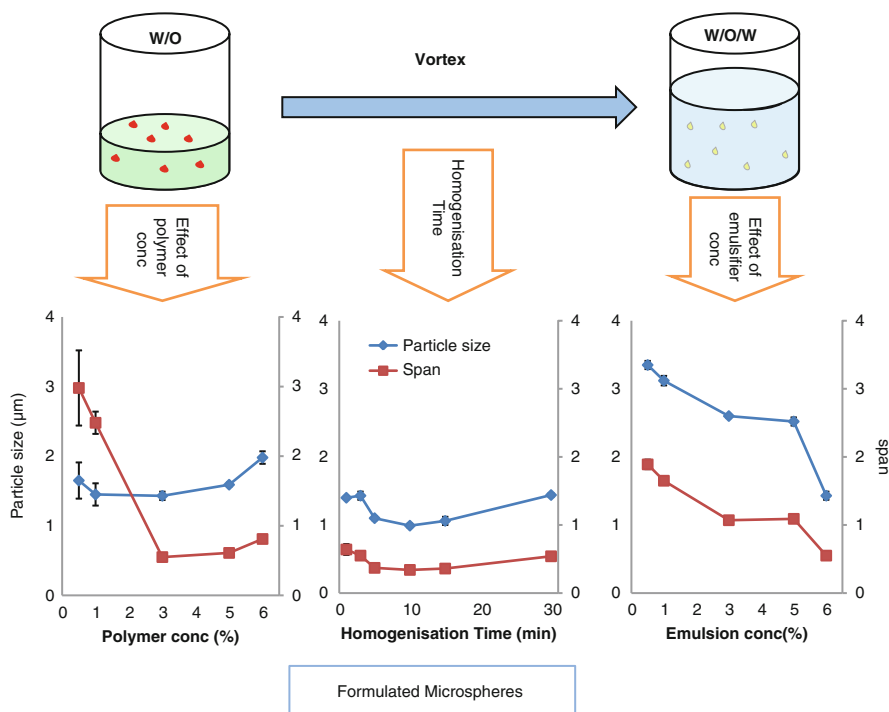 W/O
Vortex
W/O/W
Effect of
polymer
conc
Homogenisation
Time
Effect of
emulsifier
conc
Particle size (µm)
4
3
2
1
0
0 1 2 3 4 5 6
Polymer conc (%)
4
3
2
1
0
4
3
2
1
0
Particle size
Span
0 10 20 30
Homogenisation Time (min)
4
3
2
1
0
4
3
2
1
0
0 1 2 3 4 5 6
Emulsion conc(%)
4
3
2
1
0
span
Formulated Microspheres